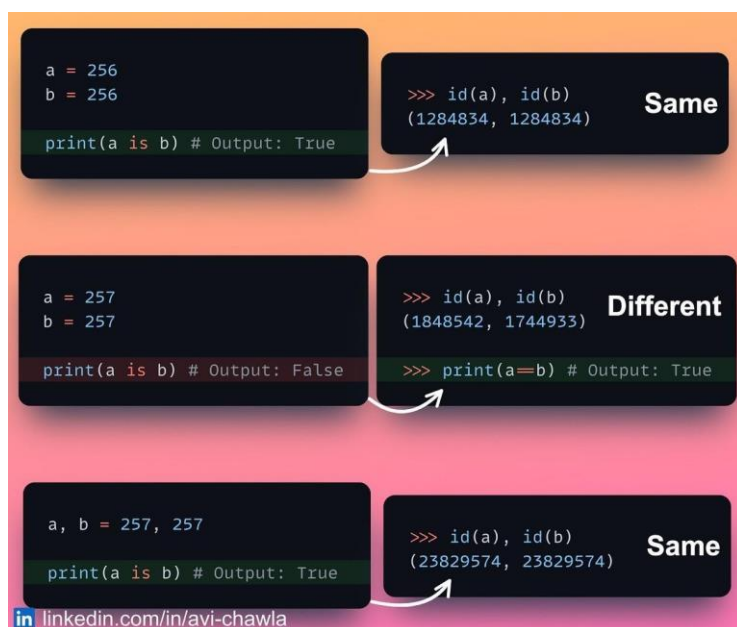 a = 256
b = 256
print(a is b) # Output: True
>>> id(a), id(b)
(1284834, 1284834)
Same
a = 257
b = 257
print(a is b) # Output: False
>>> id(a), id(b)
(1848542, 1744933)
Different
>>> print(a==b) # Output: True
a, b = 257, 257
print(a is b) # Output: True
>>> id(a), id(b)
(23829574, 23829574)
Same
in linkedin.com/in/avi-chawla